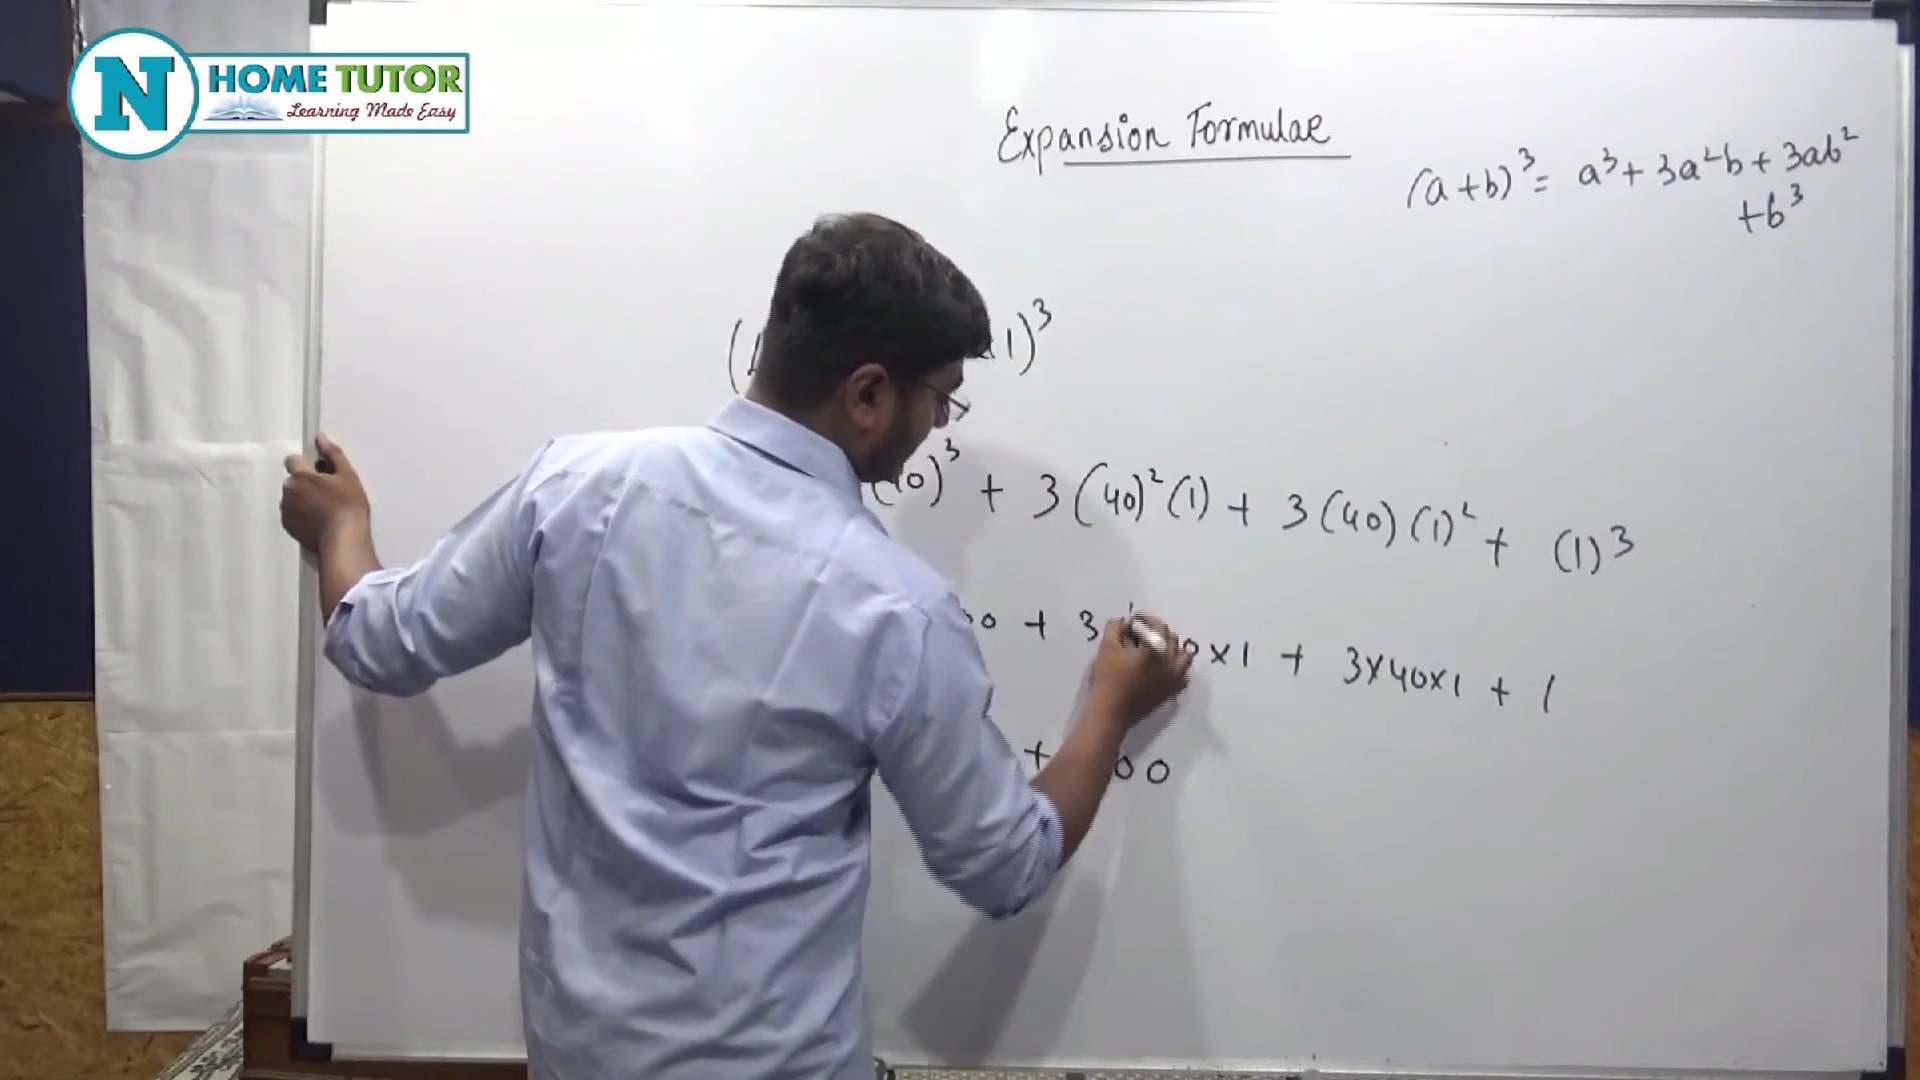 N HOME TUTOR
Learning Made Easy
Expansion Formulae
(a+b)³ = a³ + 3a²b + 3ab²
+b³
1)³
(40)³ + 3(40)²(1) + 3(40)(1)² + (1)³
+ 3 0×1 + 3×40×1 + 1
+ 00